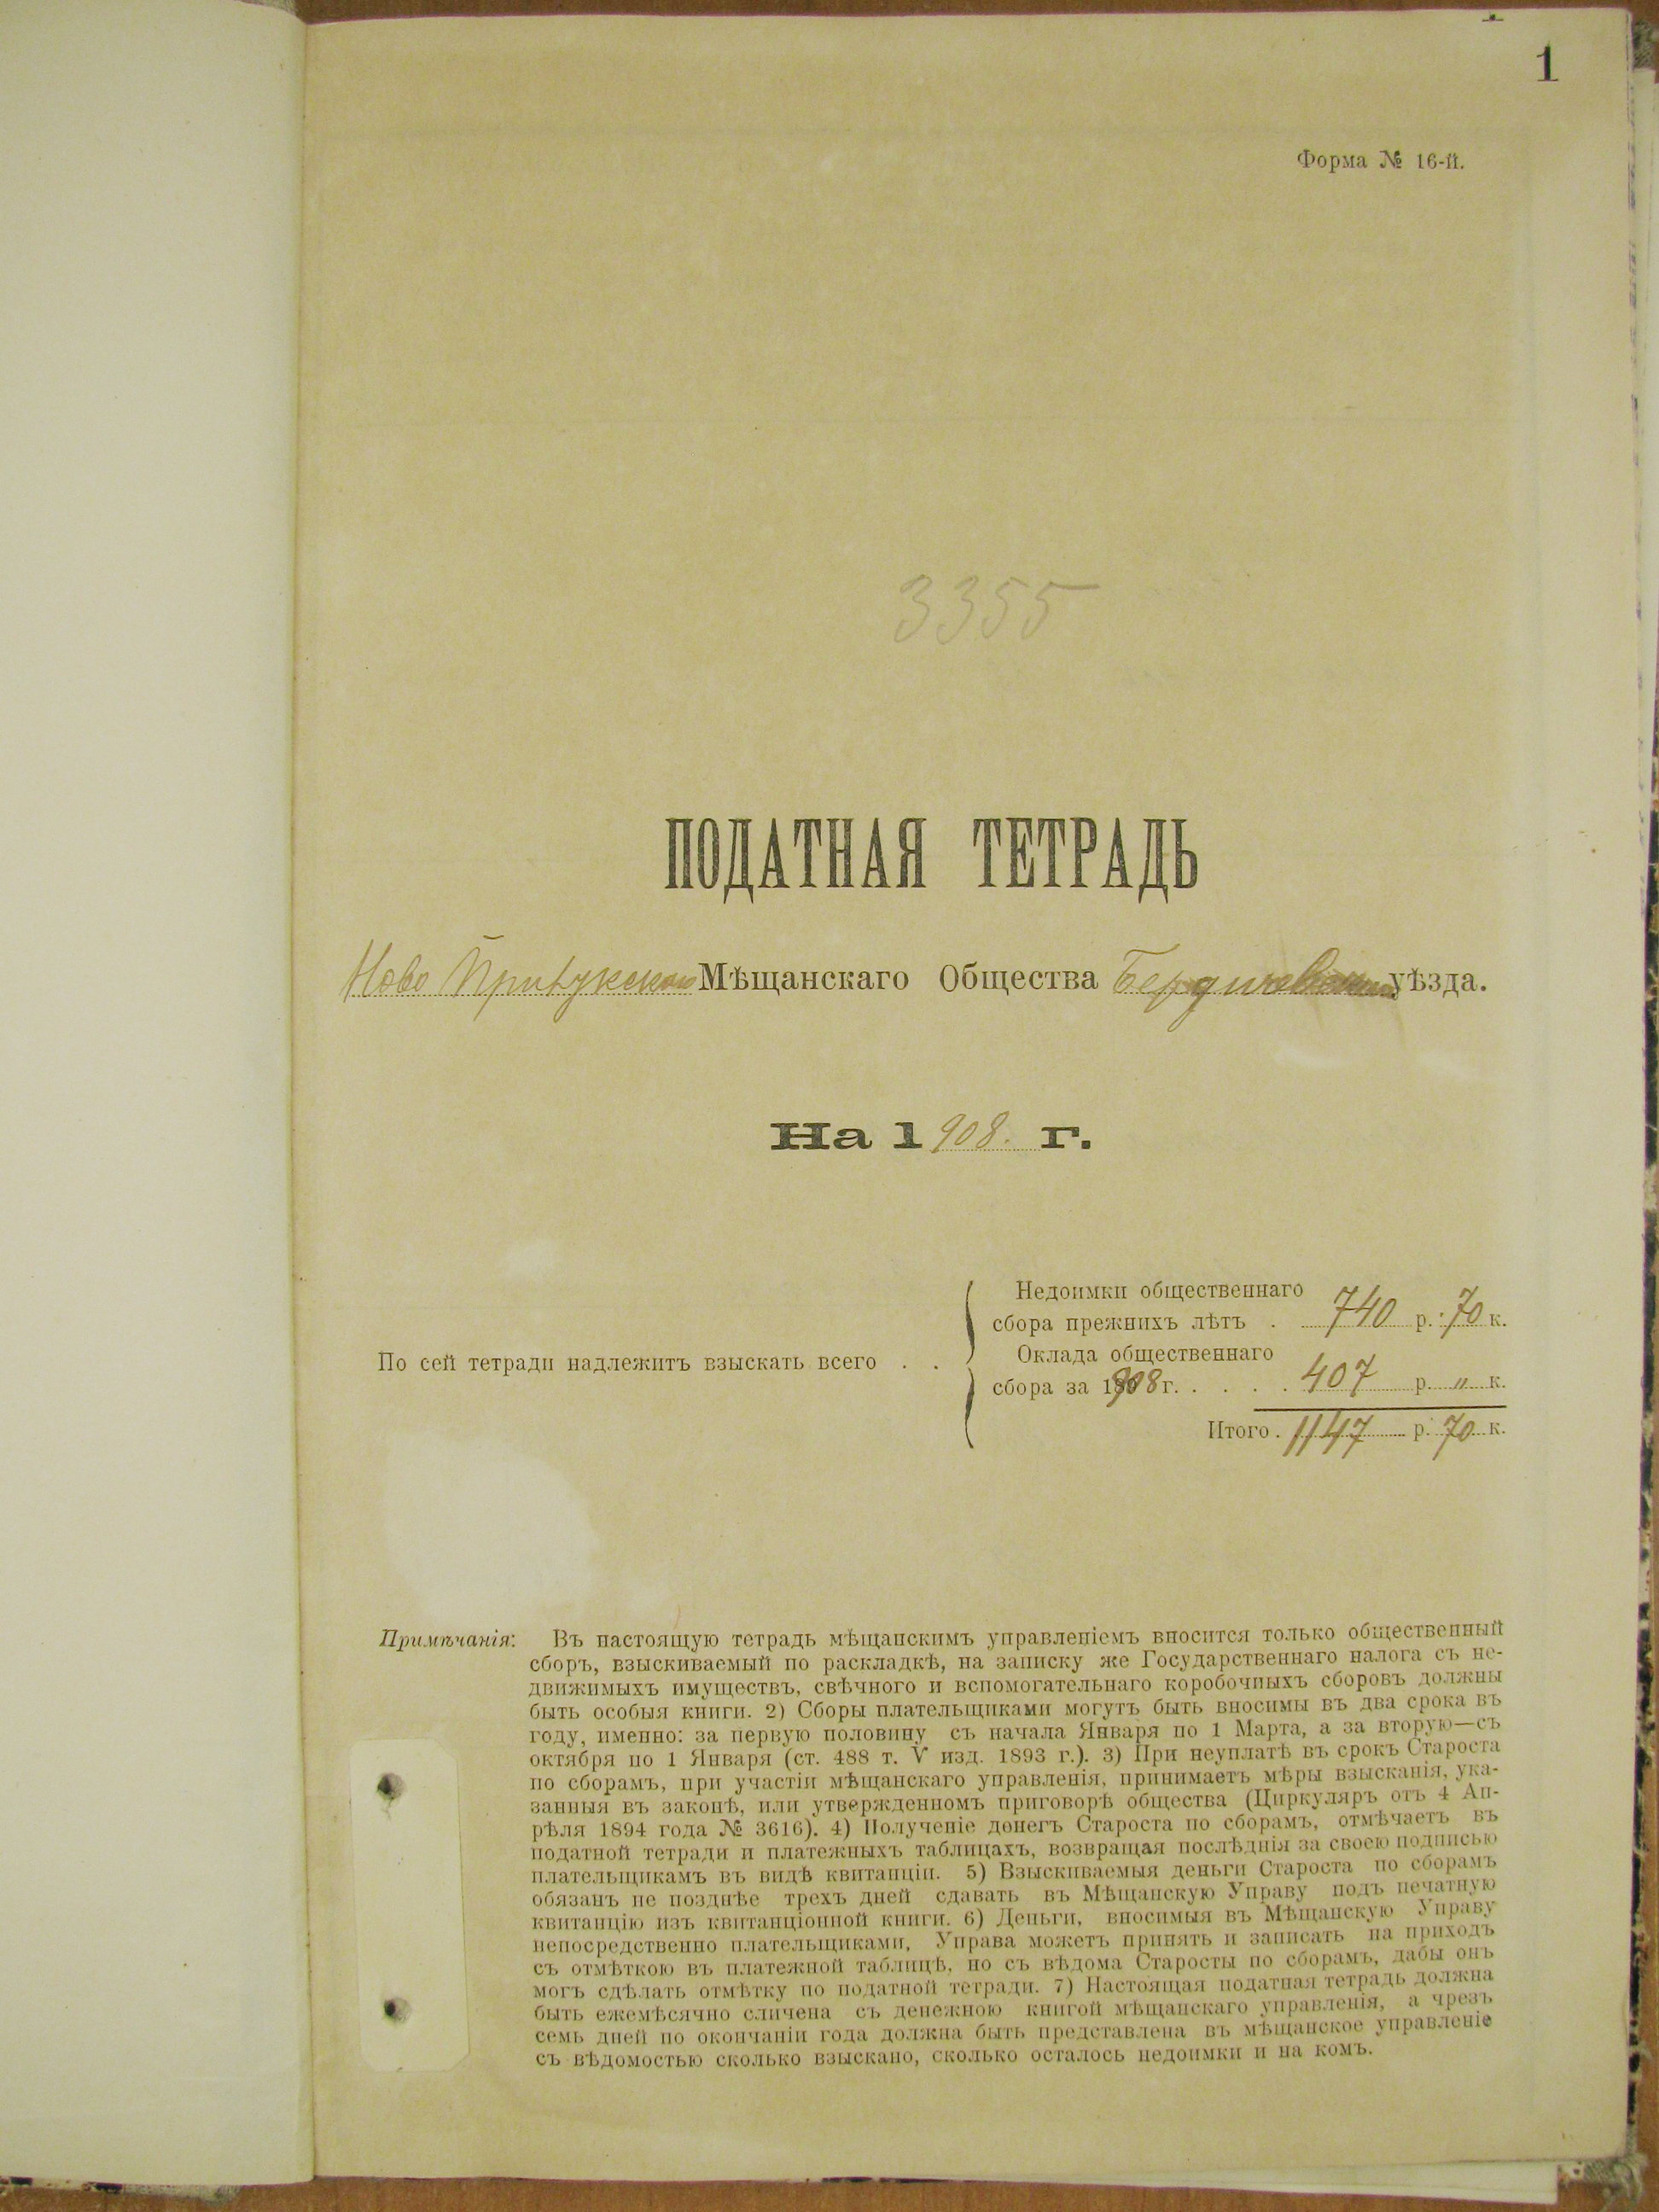 1
Форма № 16-й.
3355
ПОДАТНАЯ ТЕТРАДЬ
Ново Прилукскаго Мѣщанскаго Общества Бердичевскаго уѣзда.
На 1908. г.
Недоимки общественнаго
сбора прежнихъ лѣтъ . 740 р. 70 к.
По сей тетради надлежитъ взыскать всего . .
Оклада общественнаго
сбора за 1908 г. . . . . 407 р. „ к.
Итого . 1147 р. 70 к.
Примѣчанія: Въ настоящую тетрадь мѣщанскимъ управленіемъ вносится только общественный
сборъ, взыскиваемый по раскладкѣ, на записку же Государственнаго налога съ не-
движимыхъ имуществъ, свѣчного и вспомогательнаго коробочныхъ сборовъ должны
быть особыя книги. 2) Сборы плательщиками могутъ быть вносимы въ два срока въ
году, именно: за первую половину съ начала Января по 1 Марта, а за вторую—съ
октября по 1 Января (ст. 488 т. V изд. 1893 г.). 3) При неуплатѣ въ срокъ Староста
по сборамъ, при участіи мѣщанскаго управленія, принимаетъ мѣры взысканія, ука-
занныя въ законѣ, или утвержденномъ приговорѣ общества (Циркуляръ отъ 4 Ап-
рѣля 1894 года № 3616). 4) Полученіе денегъ Староста по сборамъ, отмѣчаетъ въ
податной тетради и платежныхъ таблицахъ, возвращая послѣднія за своею подписью
плательщикамъ въ видѣ квитанціи. 5) Взыскиваемыя деньги Староста по сборамъ
обязанъ не позднѣе трехъ дней сдавать въ Мѣщанскую Управу подъ печатную
квитанцію изъ квитанціонной книги. 6) Деньги, вносимыя въ Мѣщанскую Управу
непосредственно плательщиками, Управа можетъ принять и записать на приходъ
съ отмѣткою въ платежной таблицѣ, но съ вѣдома Старосты по сборамъ, дабы онъ
могъ сдѣлать отмѣтку по податной тетради. 7) Настоящая податная тетрадь должна
быть ежемѣсячно сличена съ денежною книгой мѣщанскаго управленія, а чрезъ
семь дней по окончаніи года должна быть представлена въ мѣщанское управленіе
съ вѣдомостью сколько взыскано, сколько осталось недоимки и на комъ.